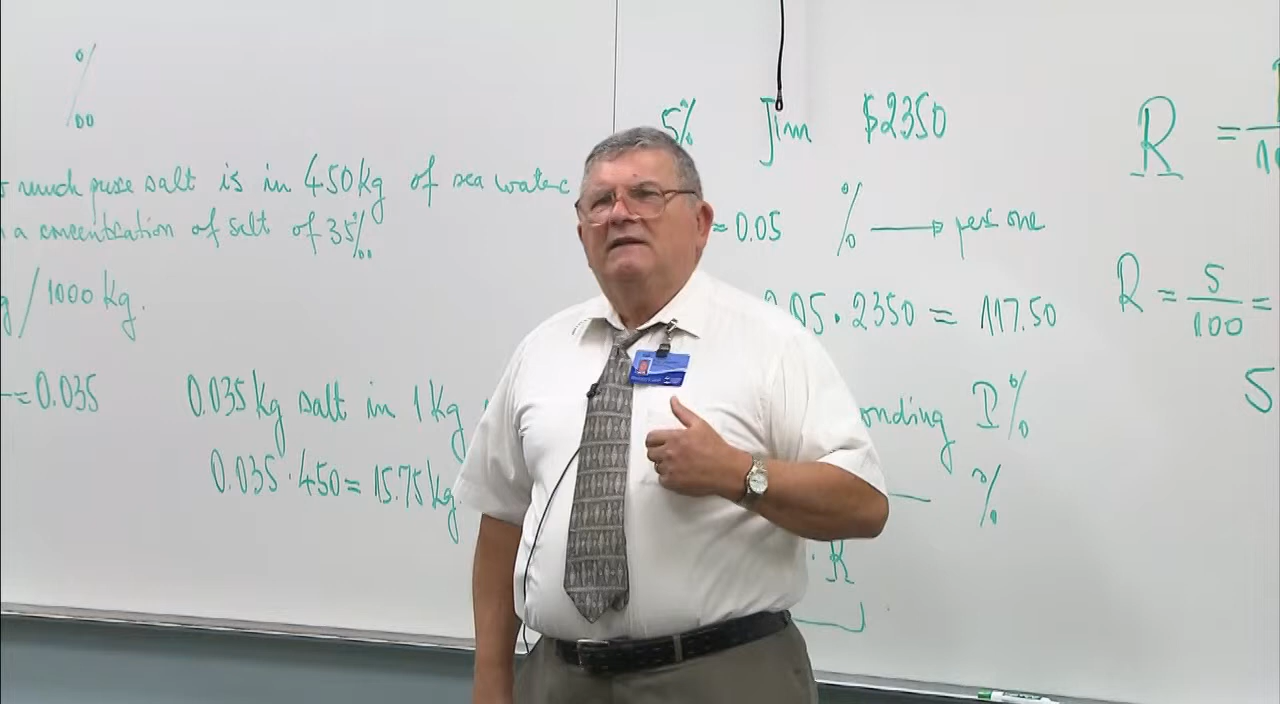 ‰
much pure salt is in 450 kg of sea water
a concentration of salt of 35‰
/ 1000 kg.
= 0.035
0.035 kg salt in 1 kg
0.035 · 450 = 15.75 kg.
5% Jim $2350
= 0.05 % → per one
0.05 · 2350 = 117.50
onding I%
%
· R
R =
R = 5/100 =
5